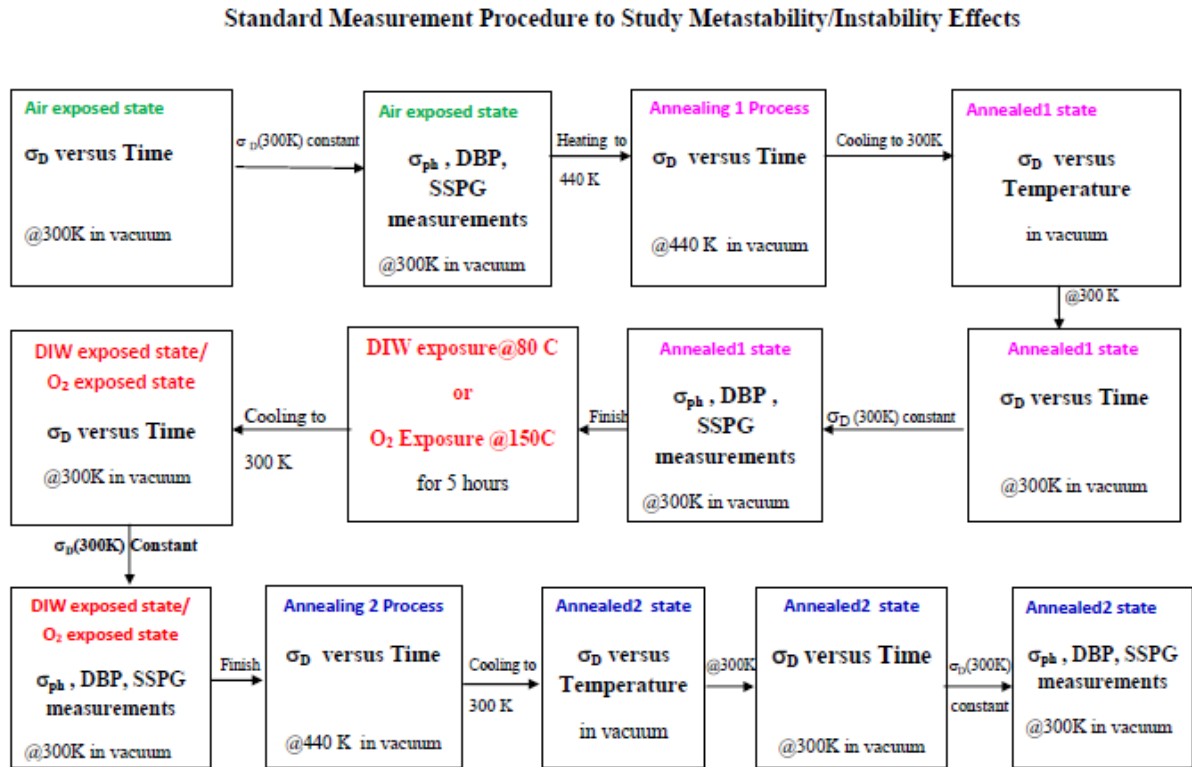 Standard Measurement Procedure to Study Metastability/Instability Effects
Air exposed state
σD versus Time
@300K in vacuum
σ D(300K) constant
Air exposed state
σph , DBP,
SSPG
measurements
@300K in vacuum
Heating to
440 K
Annealing 1 Process
σD versus Time
@440 K in vacuum
Cooling to 300K
Annealed1 state
σD versus
Temperature
in vacuum
@300 K
Annealed1 state
σD versus Time
@300K in vacuum
σD (300K) constant
Annealed1 state
σph , DBP ,
SSPG
measurements
@300K in vacuum
Finish
DIW exposure@80 C
or
O2 Exposure @150C
for 5 hours
Cooling to
300 K
DIW exposed state/
O2 exposed state
σD versus Time
@300K in vacuum
σD(300K) Constant
DIW exposed state/
O2 exposed state
σph , DBP, SSPG
measurements
@300K in vacuum
Finish
Annealing 2 Process
σD versus Time
@440 K in vacuum
Cooling to
300 K
Annealed2 state
σD versus
Temperature
in vacuum
@300K
Annealed2 state
σD versus Time
@300K in vacuum
σD(300K)
constant
Annealed2 state
σph , DBP, SSPG
measurements
@300K in vacuum